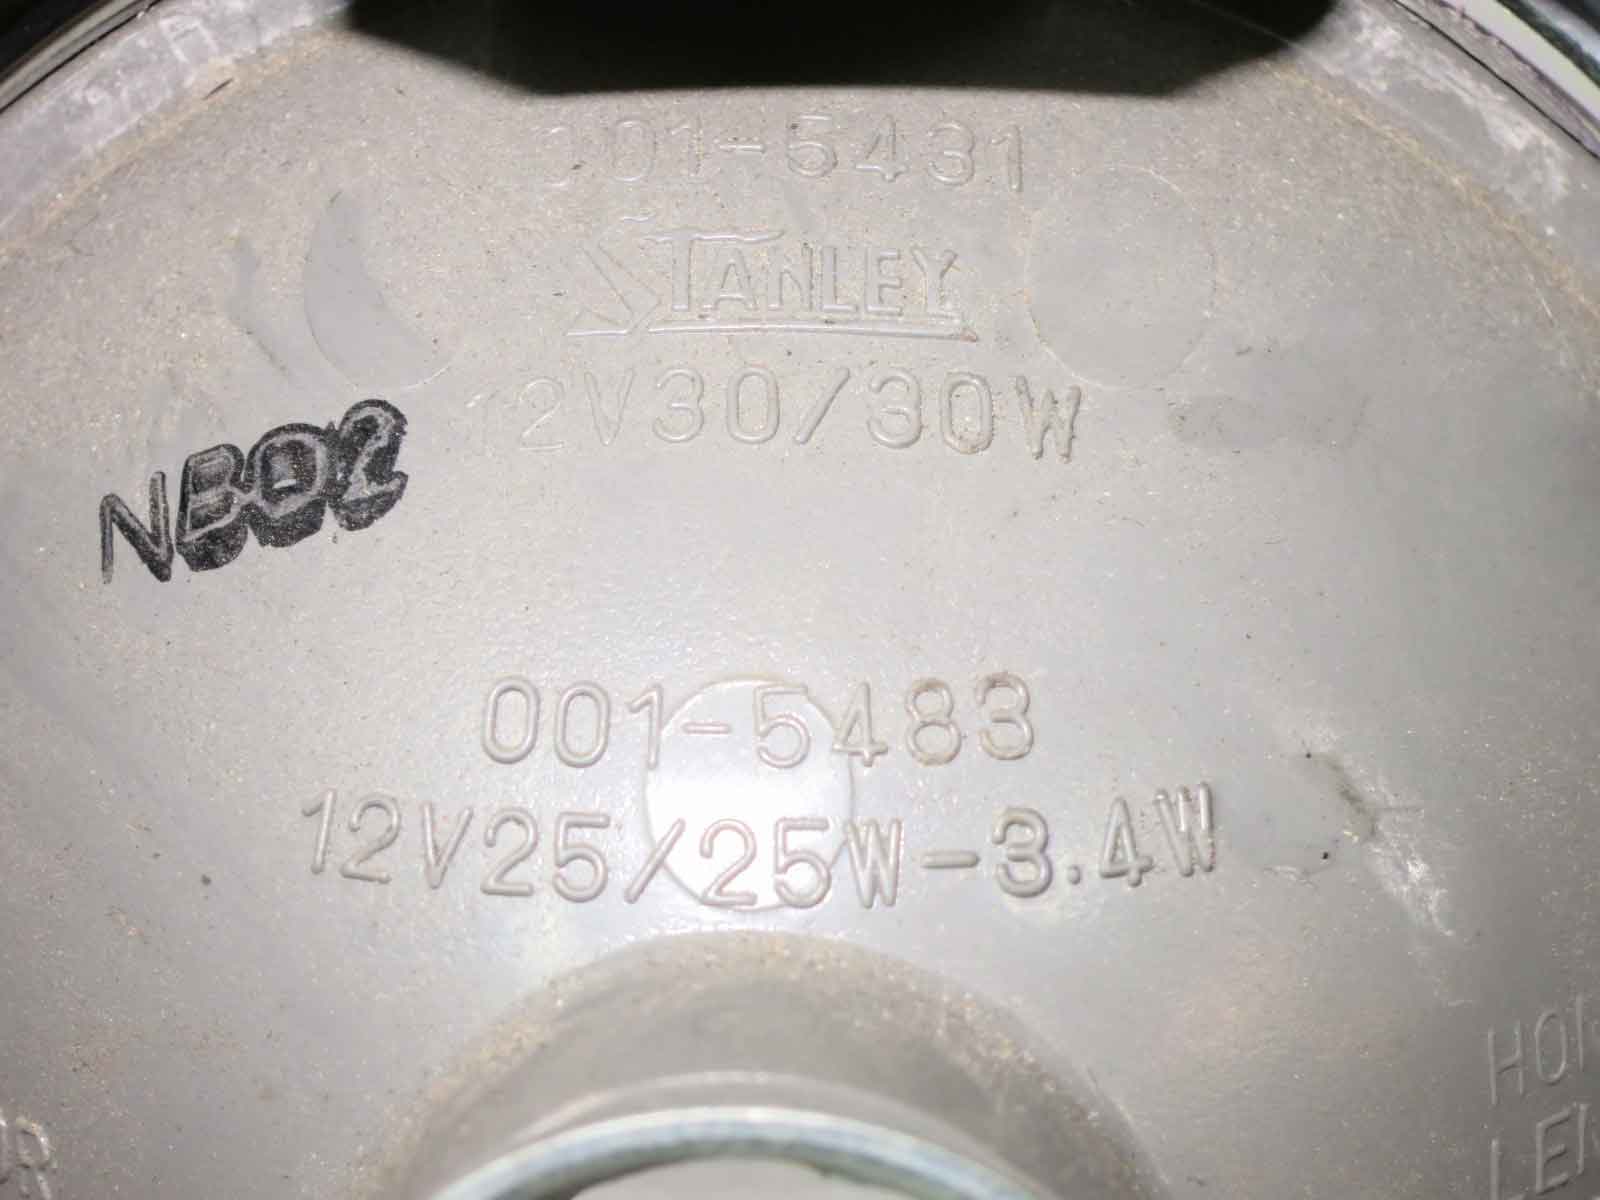 001-5431
STANLEY
12V30/30W
NB02
001-5483
12V25/25W-3.4W